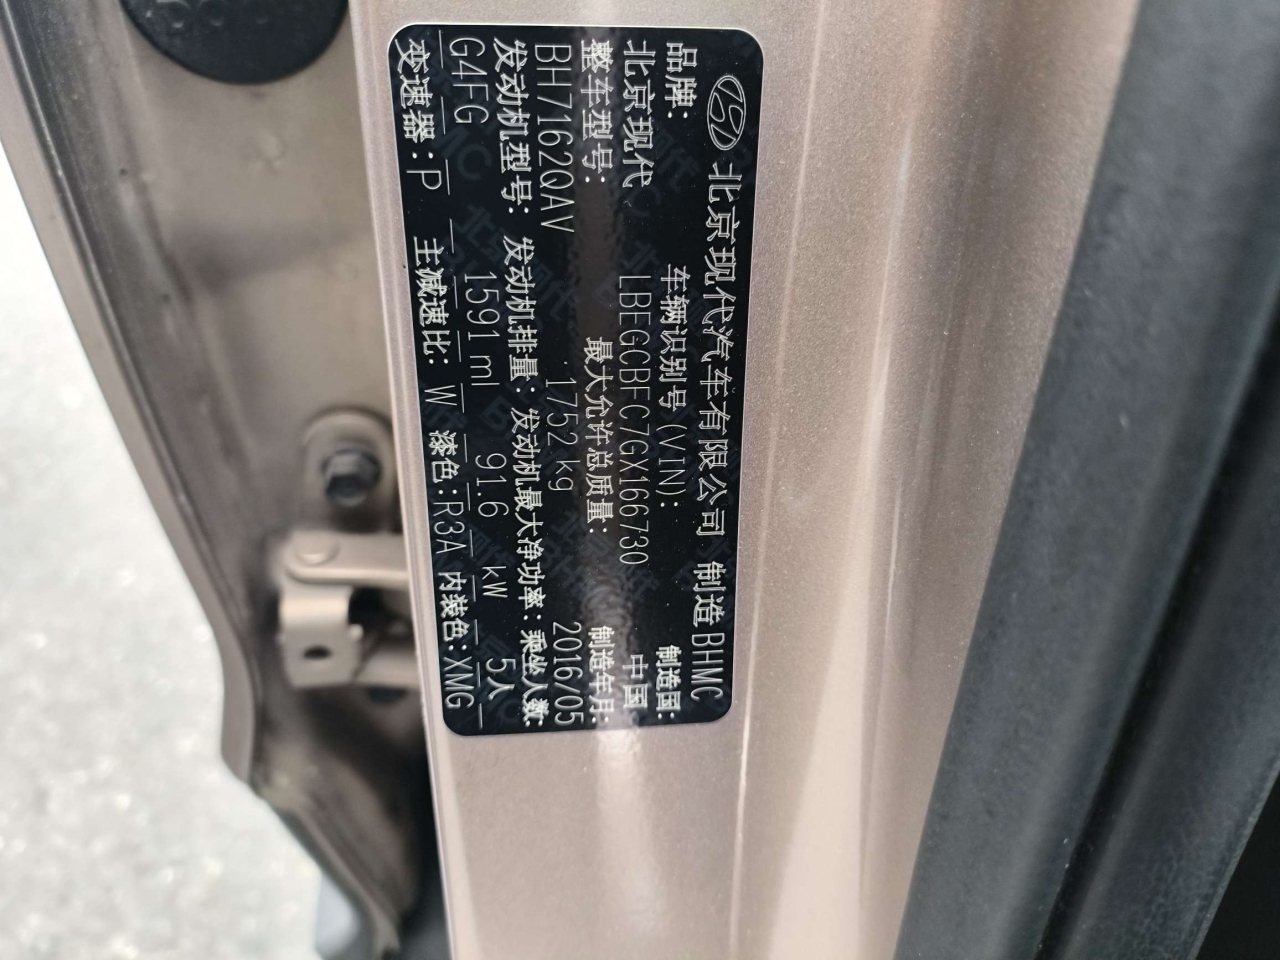 北京现代汽车有限公司 制造 BHMC
品牌: 车辆识别号(VIN): 制造国:
北京现代 LBEGCBFC7GX166730 中国
整车型号: 最大允许总质量: 制造年月:
BH7162QAV 1752 kg 2016/05
发动机型号: 发动机排量: 发动机最大净功率: 乘坐人数:
G4FG 1591 ml 91.6 kW 5人
变速器: P 主减速比: W 漆色: R3A 内装色: XMG